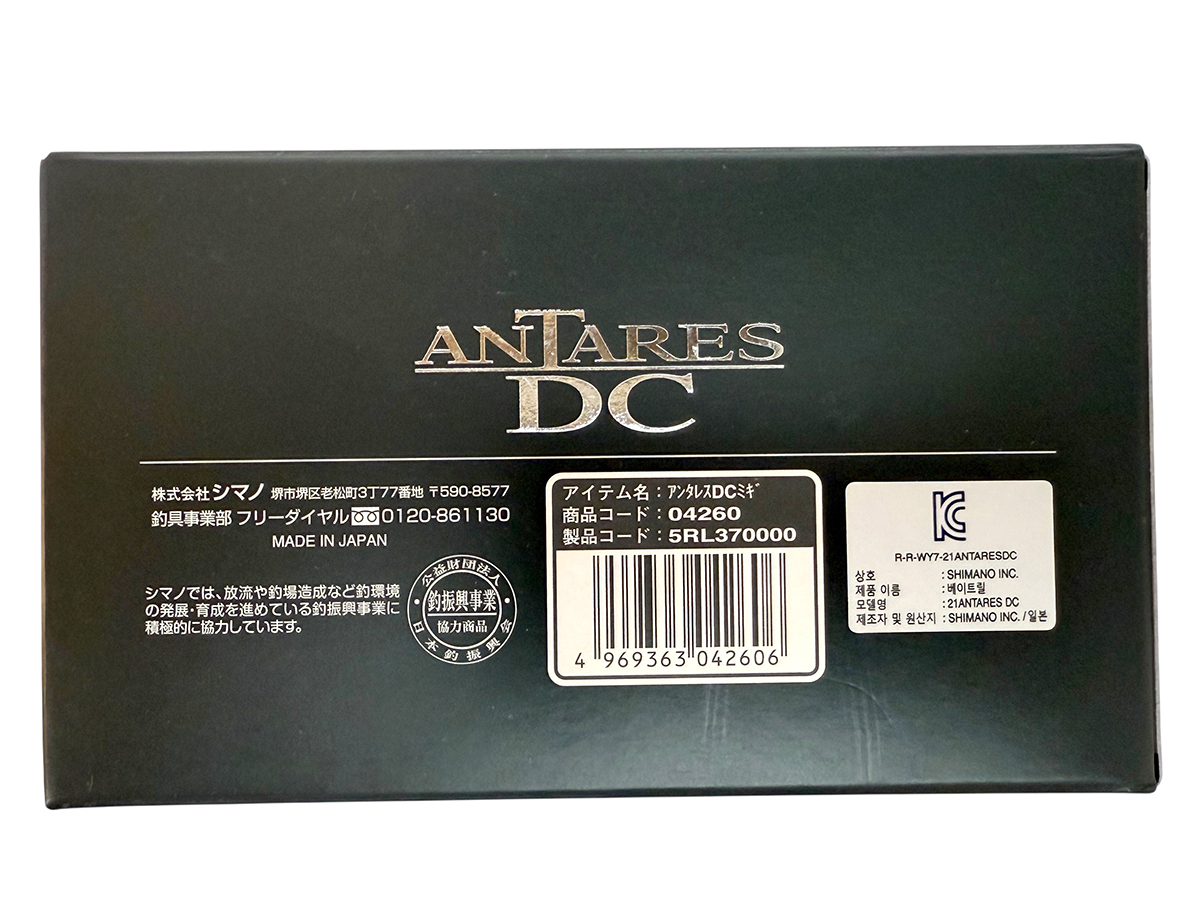 ANTARES
DC
株式会社シマノ 堺市堺区老松町3丁77番地 〒590-8577
釣具事業部 フリーダイヤル 0120-861130
MADE IN JAPAN
シマノでは、放流や釣場造成など釣環境
の発展・育成を進めている釣振興事業に
積極的に協力しています。
公益財団法人
釣振興事業
協力商品
日本釣振興会
アイテム名：ｱﾝﾀﾚｽDCﾐｷﾞ
商品コード：04260
製品コード：5RL370000
4 969363 042606
KC
R-R-WY7-21ANTARESDC
상호 : SHIMANO INC.
제품 이름 : 베이트릴
모델명 : 21ANTARES DC
제조자 및 원산지 : SHIMANO INC. / 일본